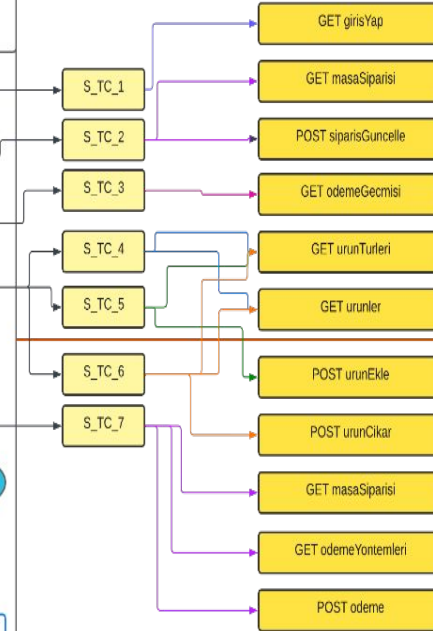 GET girisYap
S_TC_1
GET masaSiparisi
S_TC_2
POST siparisGuncelle
S_TC_3
GET odemeGecmisi
S_TC_4
GET urunTurleri
S_TC_5
GET urunler
S_TC_6
POST urunEkle
S_TC_7
POST urunCikar
GET masaSiparisi
GET odemeYontemleri
POST odeme